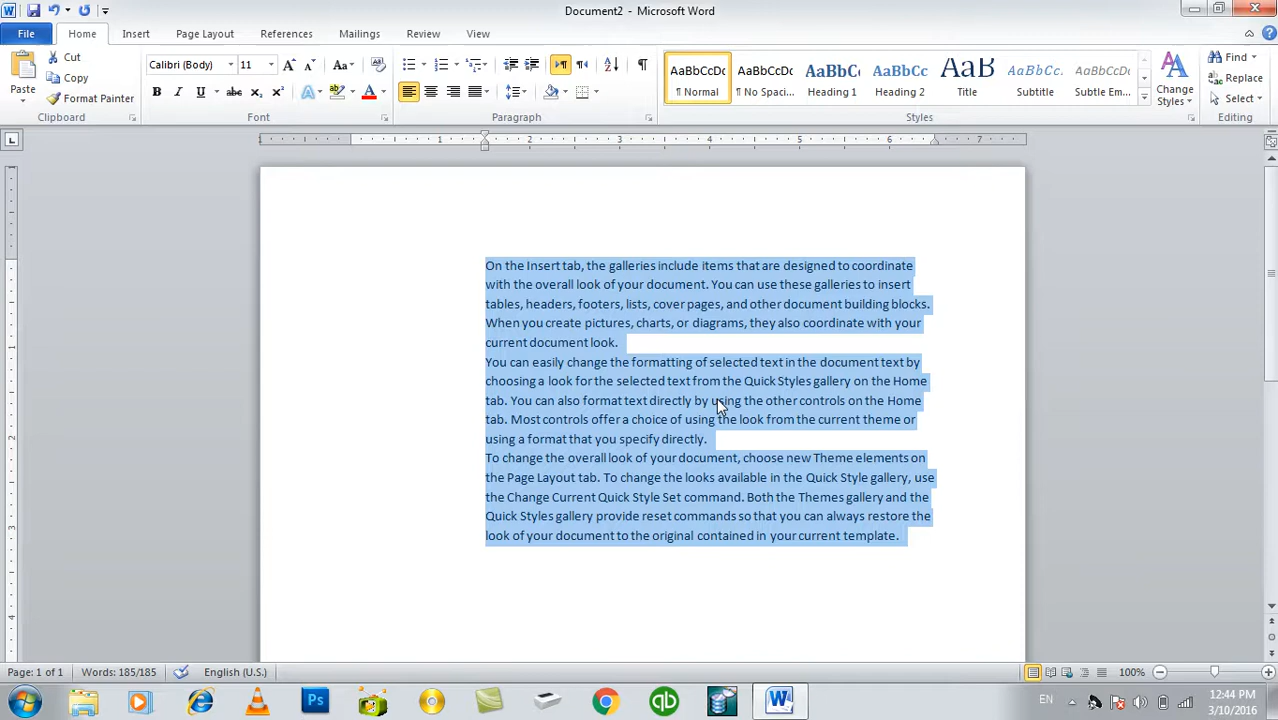 Document2 - Microsoft Word
File Home Insert Page Layout References Mailings Review View
Paste
Cut
Copy
Format Painter
Clipboard
Calibri (Body) 11
Font
Paragraph
AaBbCcDc AaBbCcDc AaBbC AaBbCc AaB AaBbCc. AaBbCcDc
¶ Normal ¶ No Spaci... Heading 1 Heading 2 Title Subtitle Subtle Em...
Change
Styles
Styles
Find
Replace
Select
Editing
1 2 3 4 5 6 7
On the Insert tab, the galleries include items that are designed to coordinate
with the overall look of your document. You can use these galleries to insert
tables, headers, footers, lists, cover pages, and other document building blocks.
When you create pictures, charts, or diagrams, they also coordinate with your
current document look.
You can easily change the formatting of selected text in the document text by
choosing a look for the selected text from the Quick Styles gallery on the Home
tab. You can also format text directly by using the other controls on the Home
tab. Most controls offer a choice of using the look from the current theme or
using a format that you specify directly.
To change the overall look of your document, choose new Theme elements on
the Page Layout tab. To change the looks available in the Quick Style gallery, use
the Change Current Quick Style Set command. Both the Themes gallery and the
Quick Styles gallery provide reset commands so that you can always restore the
look of your document to the original contained in your current template.
Page: 1 of 1 Words: 185/185 English (U.S.) 100%
EN
12:44 PM
3/10/2016